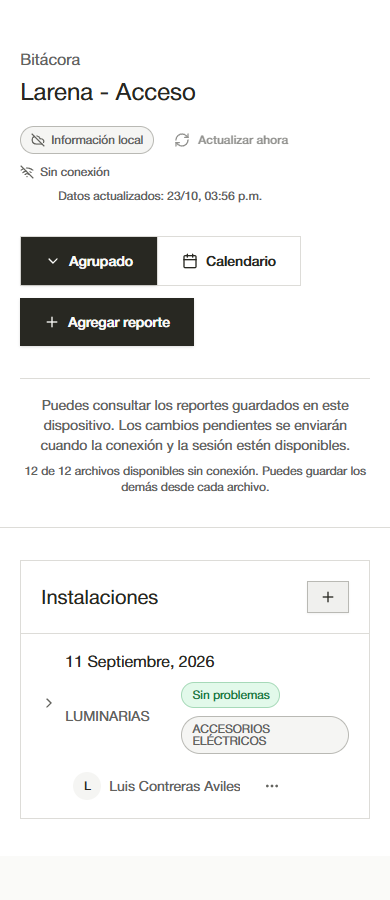 Bitácora
Larena - Acceso
Información local
Actualizar ahora
Sin conexión
Datos actualizados: 23/10, 03:56 p.m.
Agrupado
Calendario
Agregar reporte
Puedes consultar los reportes guardados en este
dispositivo. Los cambios pendientes se enviarán
cuando la conexión y la sesión estén disponibles.
12 de 12 archivos disponibles sin conexión. Puedes guardar los
demás desde cada archivo.
Instalaciones
11 Septiembre, 2026
LUMINARIAS
Sin problemas
ACCESORIOS
ELÉCTRICOS
L
Luis Contreras Aviles